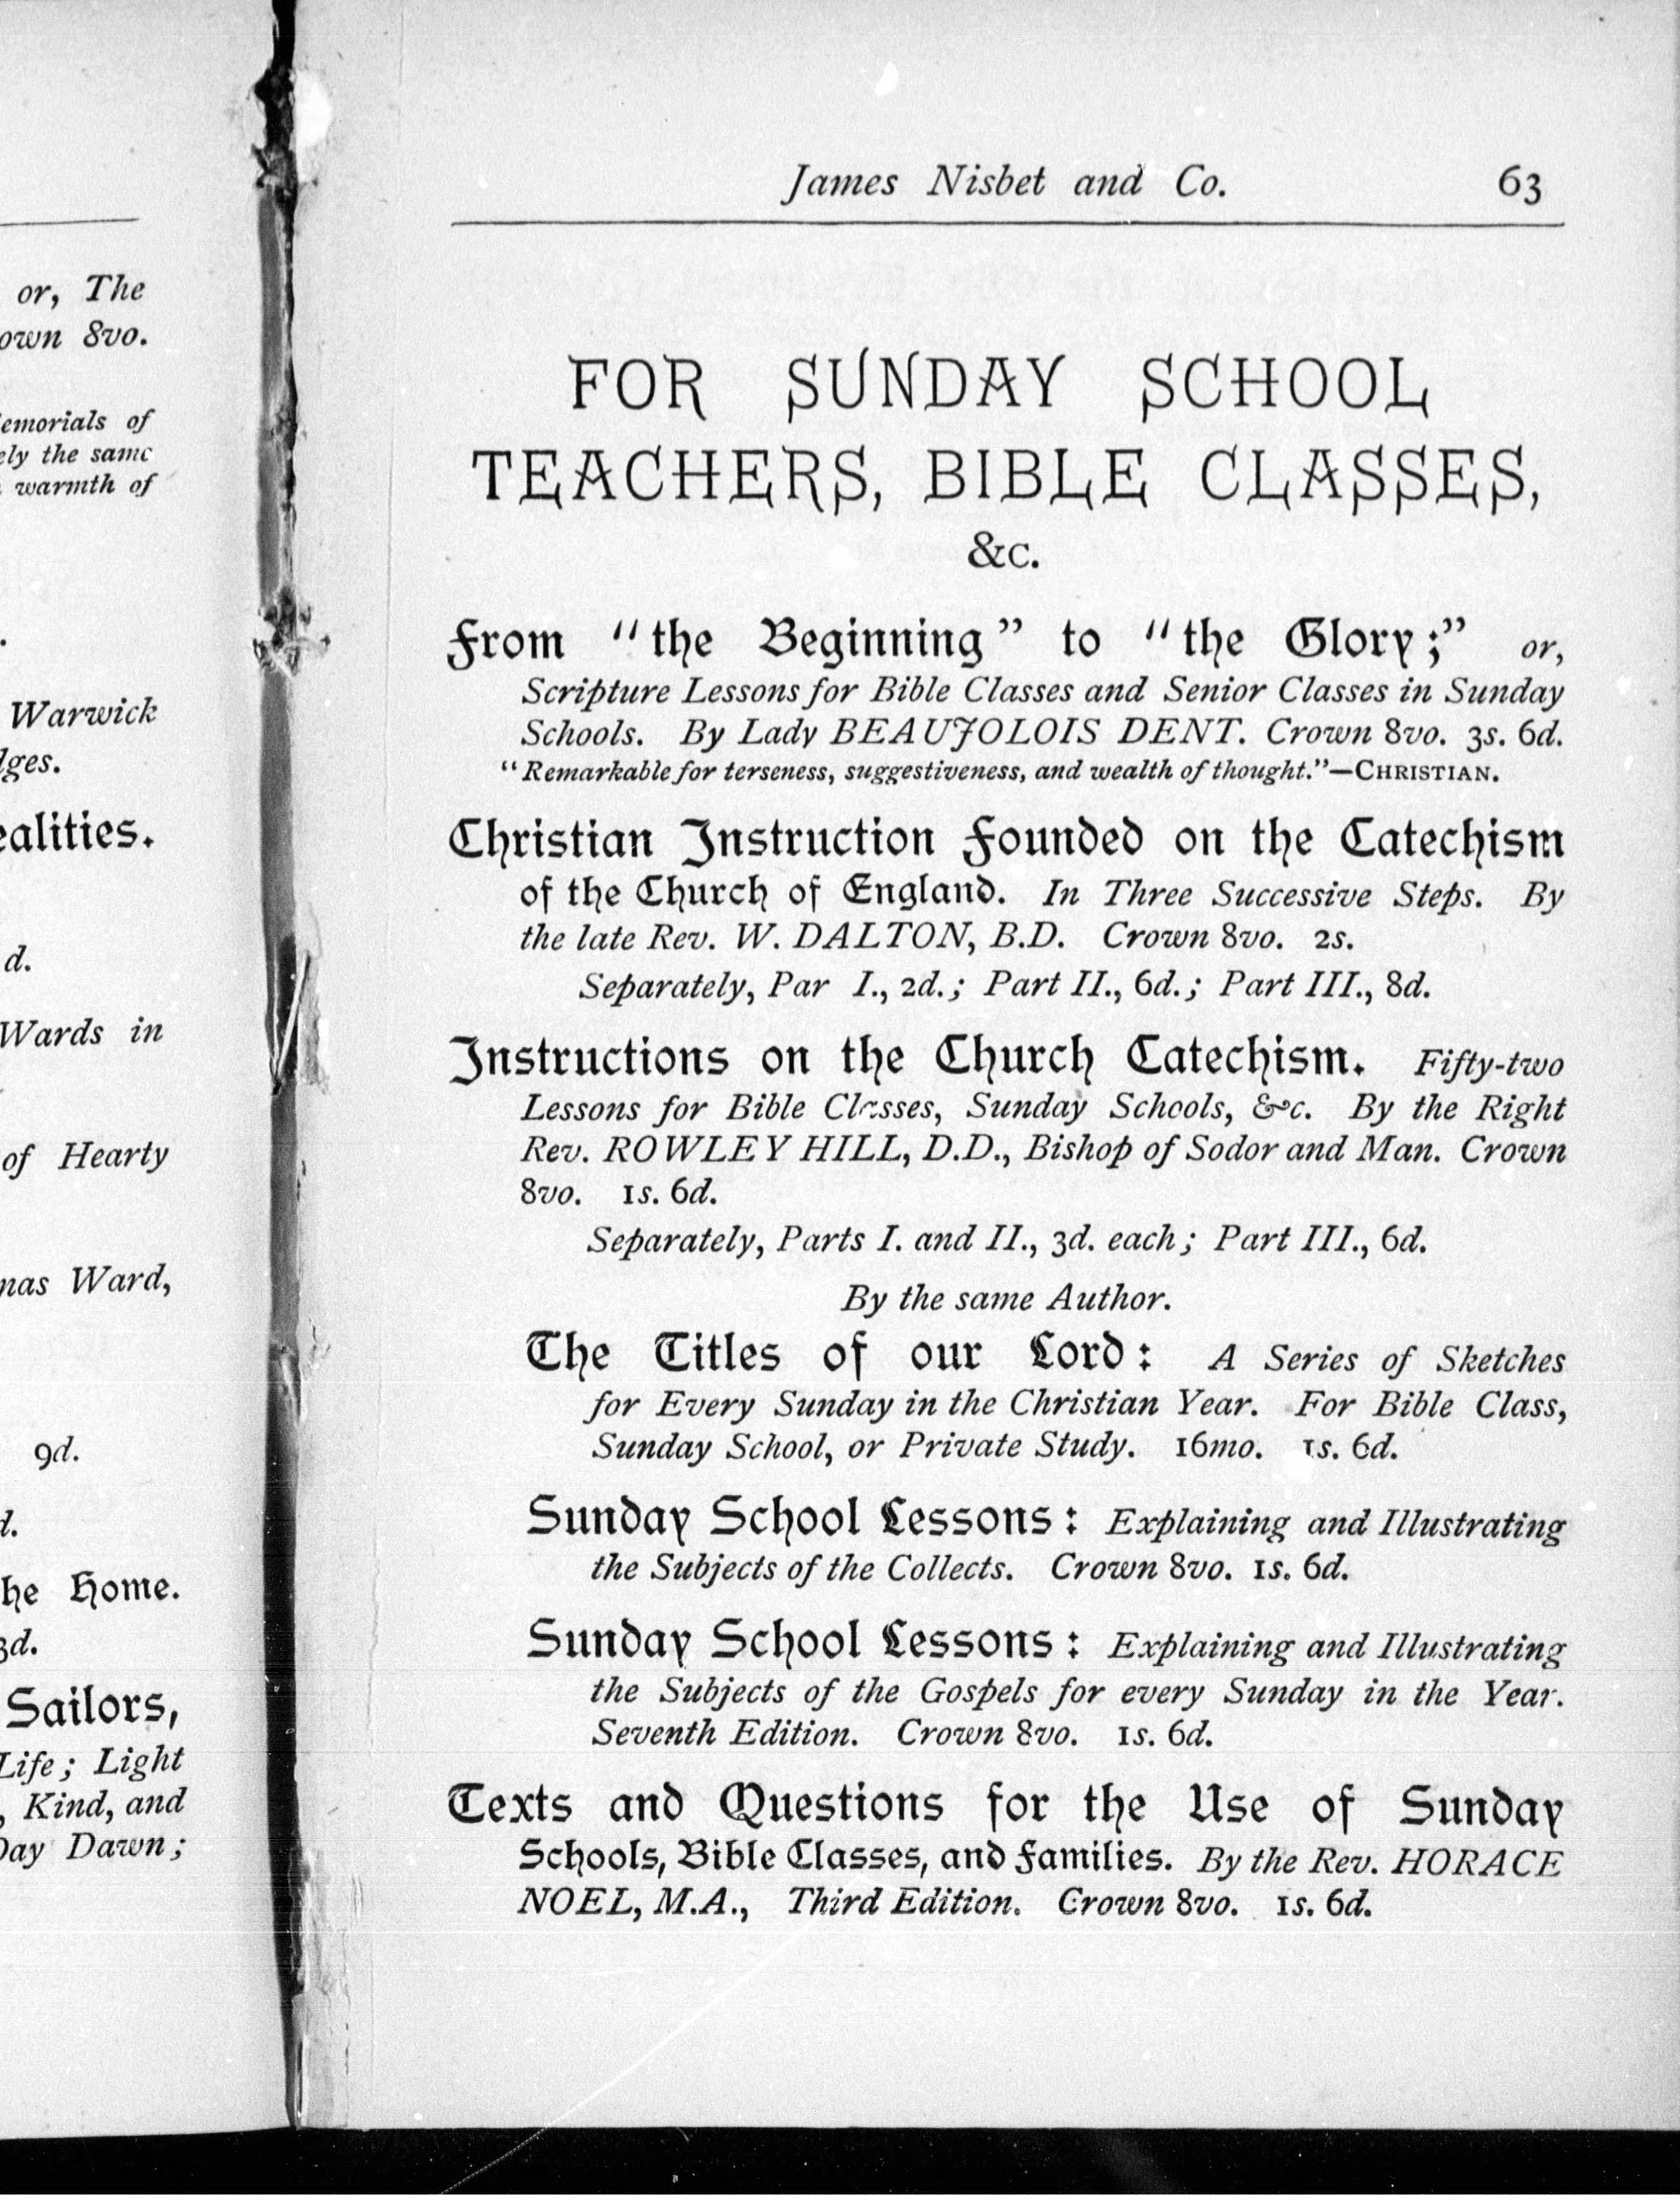 or, The
own 8vo.
emorials of
ely the same
warmth of
Warwick
dges.
ealities.
d.
Wards in
of Hearty
nas Ward,
9d.
d.
he Home.
3d.
Sailors,
Life; Light
, Kind, and
Day Dawn;
James Nisbet and Co. 63
FOR SUNDAY SCHOOL
TEACHERS, BIBLE CLASSES,
&c.
From "the Beginning" to "the Glory;" or,
Scripture Lessons for Bible Classes and Senior Classes in Sunday
Schools. By Lady BEAUJOLOIS DENT. Crown 8vo. 3s. 6d.
"Remarkable for terseness, suggestiveness, and wealth of thought."—CHRISTIAN.
Christian Instruction Founded on the Catechism
of the Church of England. In Three Successive Steps. By
the late Rev. W. DALTON, B.D. Crown 8vo. 2s.
Separately, Par I., 2d.; Part II., 6d.; Part III., 8d.
Instructions on the Church Catechism. Fifty-two
Lessons for Bible Classes, Sunday Schools, &c. By the Right
Rev. ROWLEY HILL, D.D., Bishop of Sodor and Man. Crown
8vo. 1s. 6d.
Separately, Parts I. and II., 3d. each; Part III., 6d.
By the same Author.
The Titles of our Lord: A Series of Sketches
for Every Sunday in the Christian Year. For Bible Class,
Sunday School, or Private Study. 16mo. 1s. 6d.
Sunday School Lessons: Explaining and Illustrating
the Subjects of the Collects. Crown 8vo. 1s. 6d.
Sunday School Lessons: Explaining and Illustrating
the Subjects of the Gospels for every Sunday in the Year.
Seventh Edition. Crown 8vo. 1s. 6d.
Texts and Questions for the Use of Sunday
Schools, Bible Classes, and Families. By the Rev. HORACE
NOEL, M.A., Third Edition. Crown 8vo. 1s. 6d.